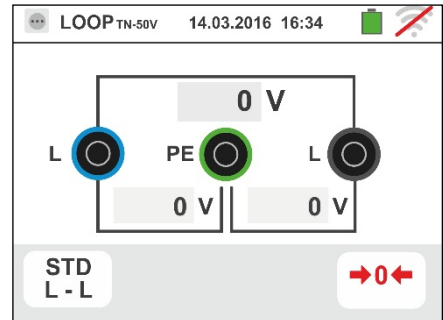 LOOP TN-50V 14.03.2016 16:34
0 V
L PE L
0 V 0 V
STD
L - L
0